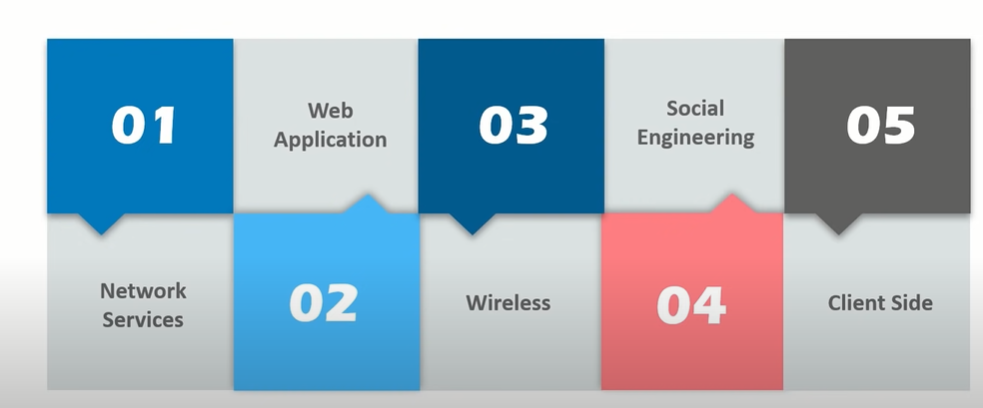 01
Network
Services
02
Web
Application
03
Wireless
04
Social
Engineering
05
Client Side